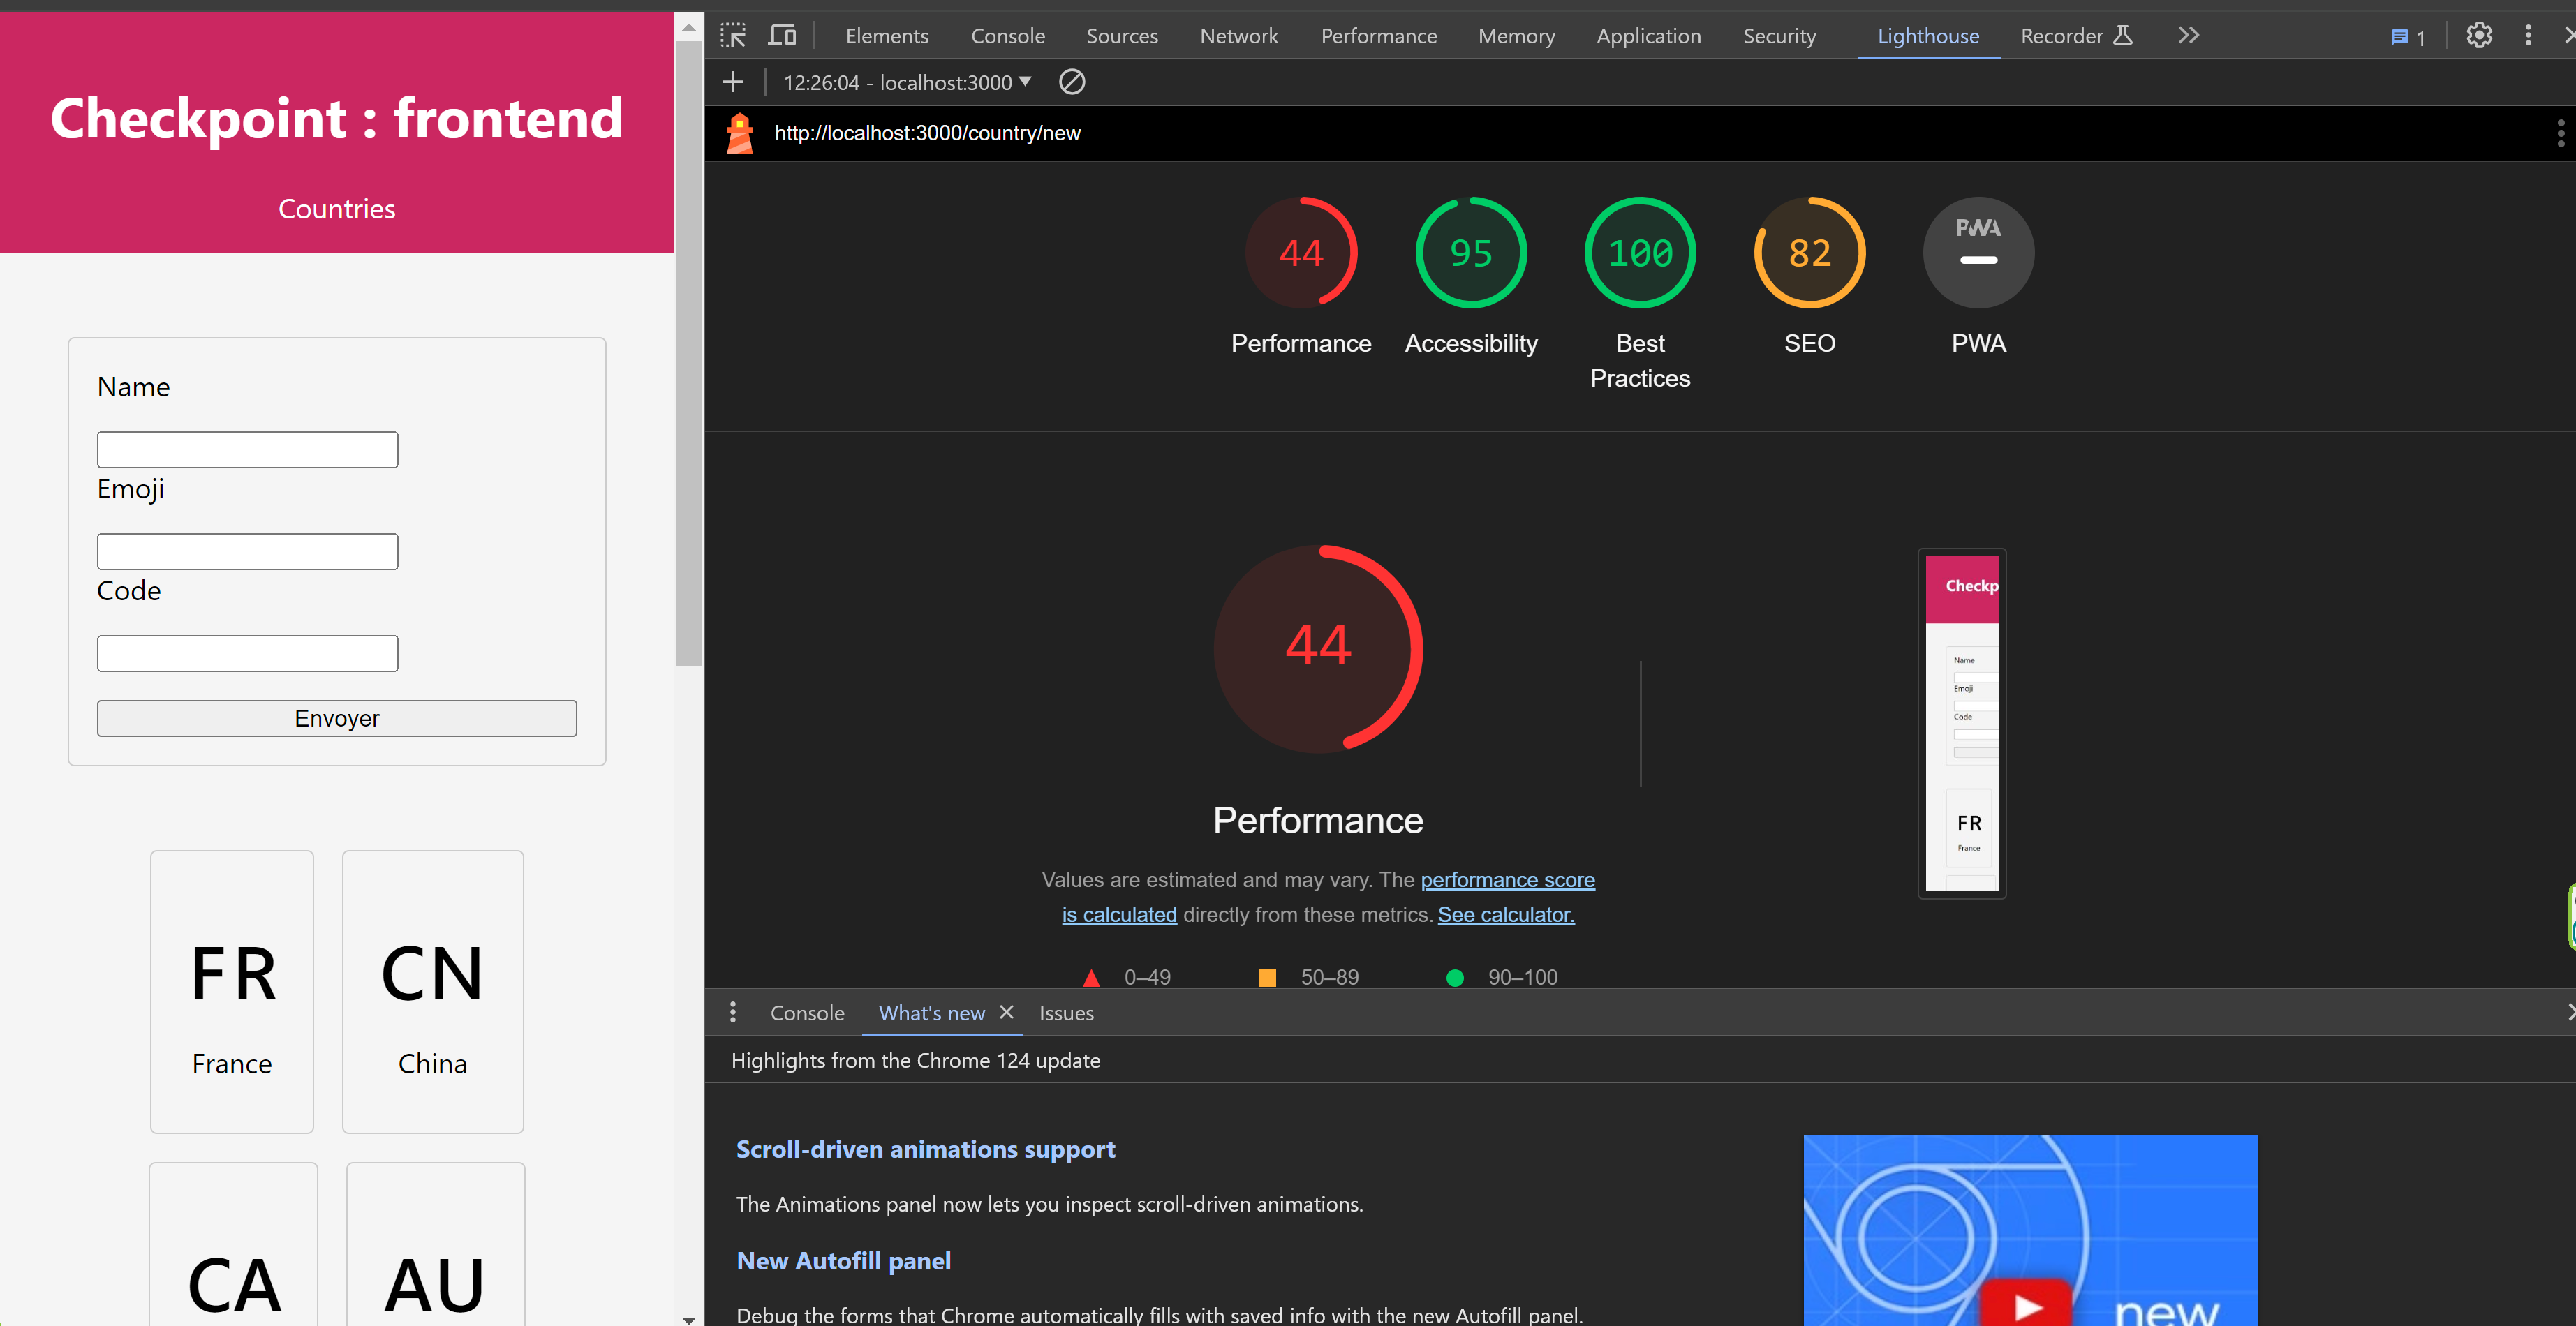 Checkpoint : frontend
Countries
Name
Emoji
Code
Envoyer
FR
CN
France
China
CA
AU
Elements Console Sources Network Performance Memory Application Security Lighthouse Recorder 1
12:26:04 - localhost:3000
http://localhost:3000/country/new
44 95 100 82 PWA
Performance Accessibility Best Practices SEO PWA
44
Performance
Values are estimated and may vary. The performance score
is calculated directly from these metrics. See calculator.
0–49 50–89 90–100
Checkp
Name
Emoji
Code
FR
France
Console What's new Issues
Highlights from the Chrome 124 update
Scroll-driven animations support
The Animations panel now lets you inspect scroll-driven animations.
New Autofill panel
Debug the forms that Chrome automatically fills with saved info with the new Autofill panel.
new